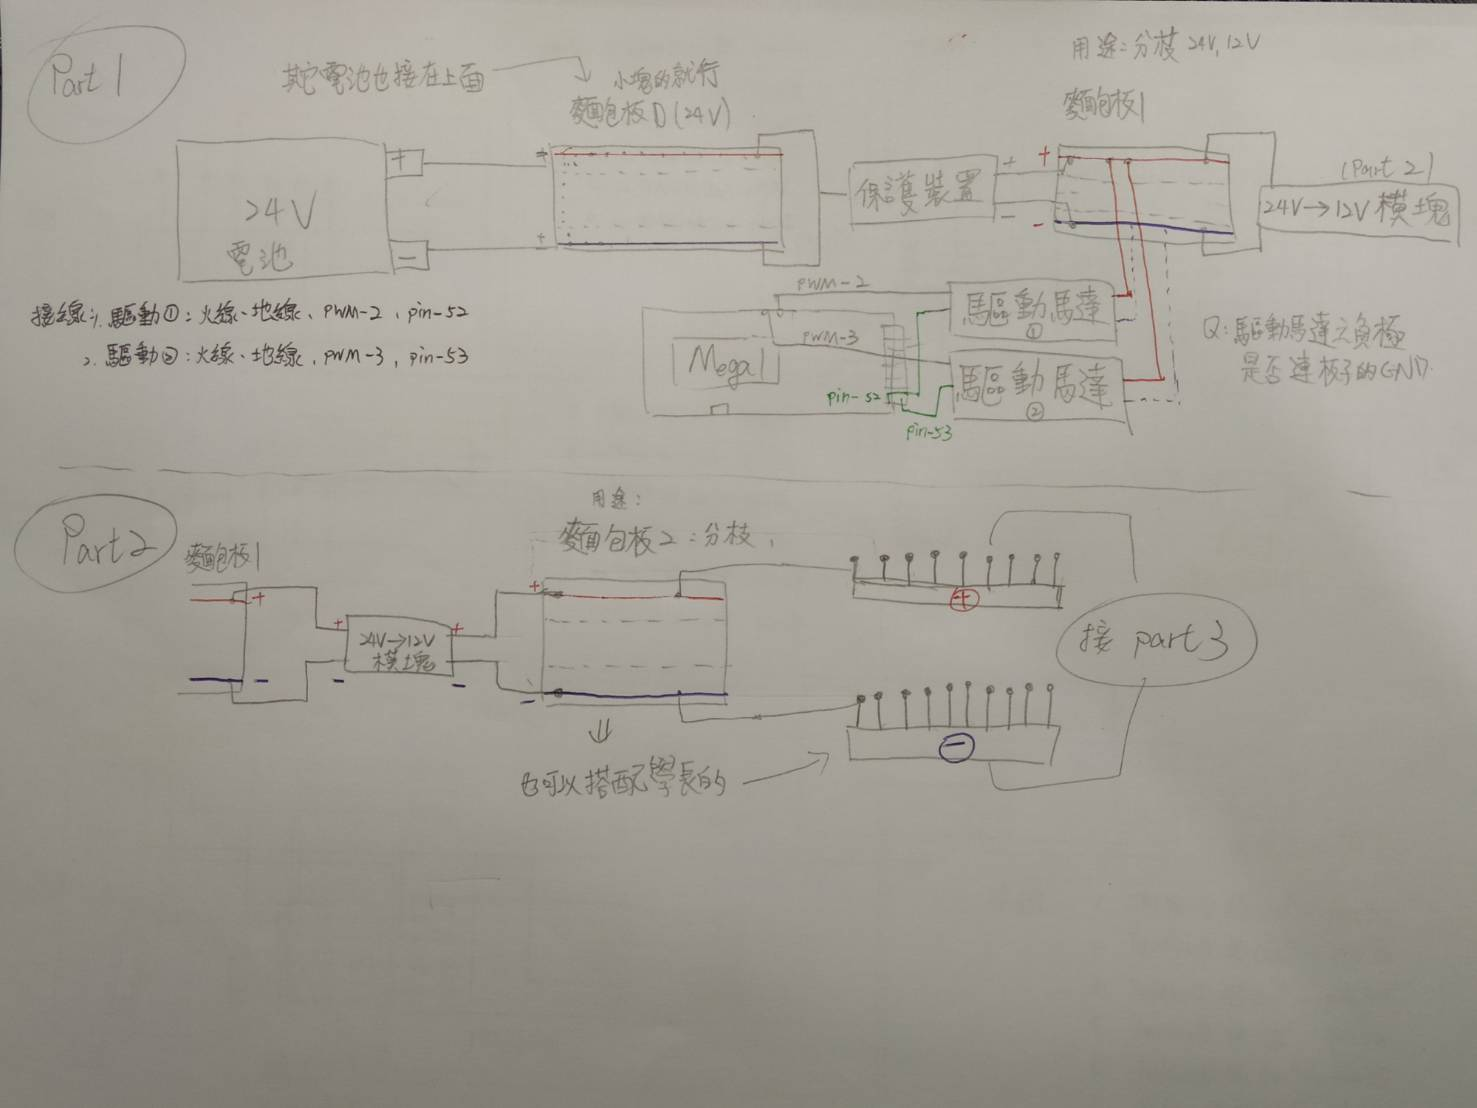 Part 1
其它電池也接在上面
小塊的就行
麵包板0(24V)
用途:分枝 24V,12V
麵包板1
24V
電池
+
-
+
+
保護裝置
+
-
+
-
(Part 2)
24V→12V 模塊
接線:1. 驅動①:火線、地線、PWM-2、pin-52
2. 驅動②:火線、地線、PWM-3、pin-53
Mega1
PWM-2
PWM-3
pin-52
pin-53
驅動馬達
①
驅動馬達
②
Q:驅動馬達之負極
是否連板子的GND.
Part2
麵包板1
+
-
+
-
24V→12V
模塊
+
-
用途:
麵包板2:分枝,
+
-
也可以搭配學長的
+
-
接 part3